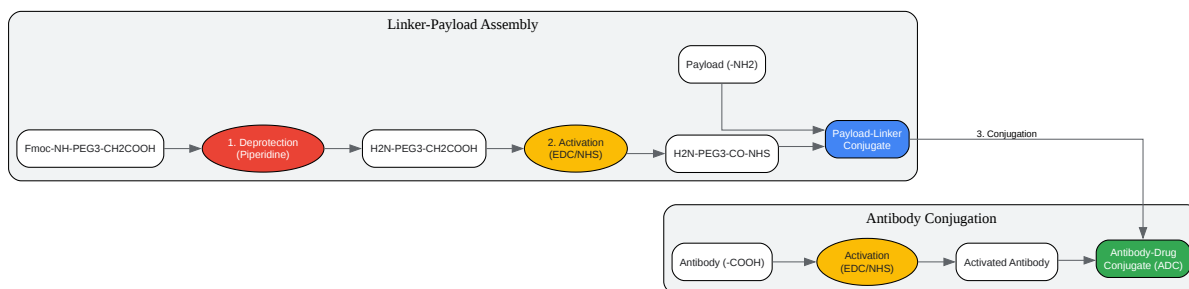 Linker-Payload Assembly
Payload (-NH2)
Fmoc-NH-PEG3-CH2COOH
1. Deprotection
(Piperidine)
H2N-PEG3-CH2COOH
2. Activation
(EDC/NHS)
H2N-PEG3-CO-NHS
Payload-Linker
Conjugate
3. Conjugation
Antibody Conjugation
Antibody (-COOH)
Activation
(EDC/NHS)
Activated Antibody
Antibody-Drug
Conjugate (ADC)